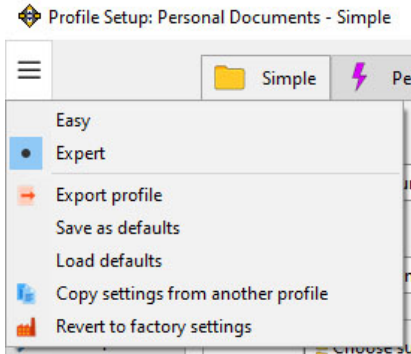 Profile Setup: Personal Documents - Simple
Simple
Easy
Expert
Export profile
Save as defaults
Load defaults
Copy settings from another profile
Revert to factory settings